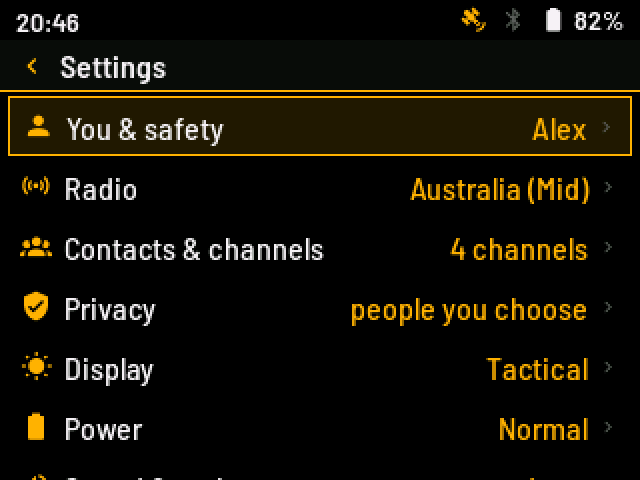 20:46 82%
Settings
You & safety Alex
Radio Australia (Mid)
Contacts & channels 4 channels
Privacy people you choose
Display Tactical
Power Normal